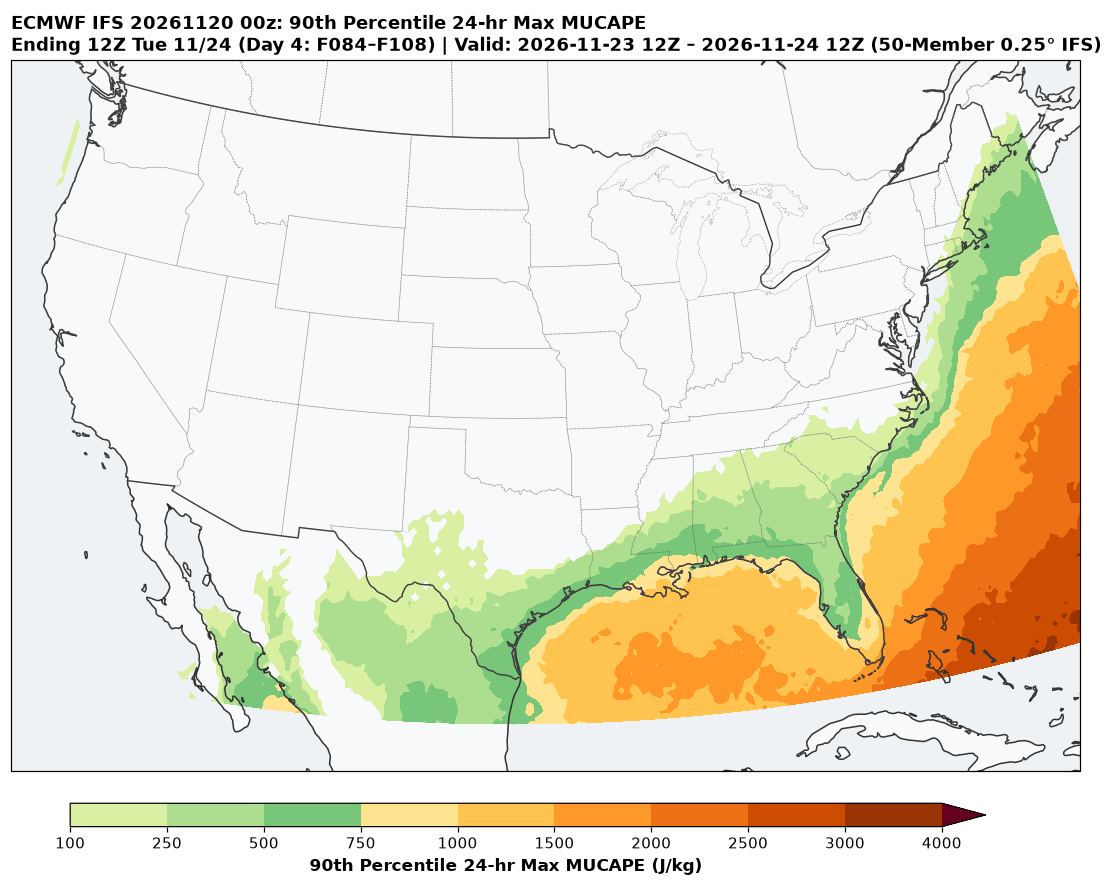 ECMWF IFS 20261120 00z: 90th Percentile 24-hr Max MUCAPE
Ending 12Z Tue 11/24 (Day 4: F084–F108) | Valid: 2026-11-23 12Z – 2026-11-24 12Z (50-Member 0.25° IFS)
100 250 500 750 1000 1500 2000 2500 3000 4000
90th Percentile 24-hr Max MUCAPE (J/kg)